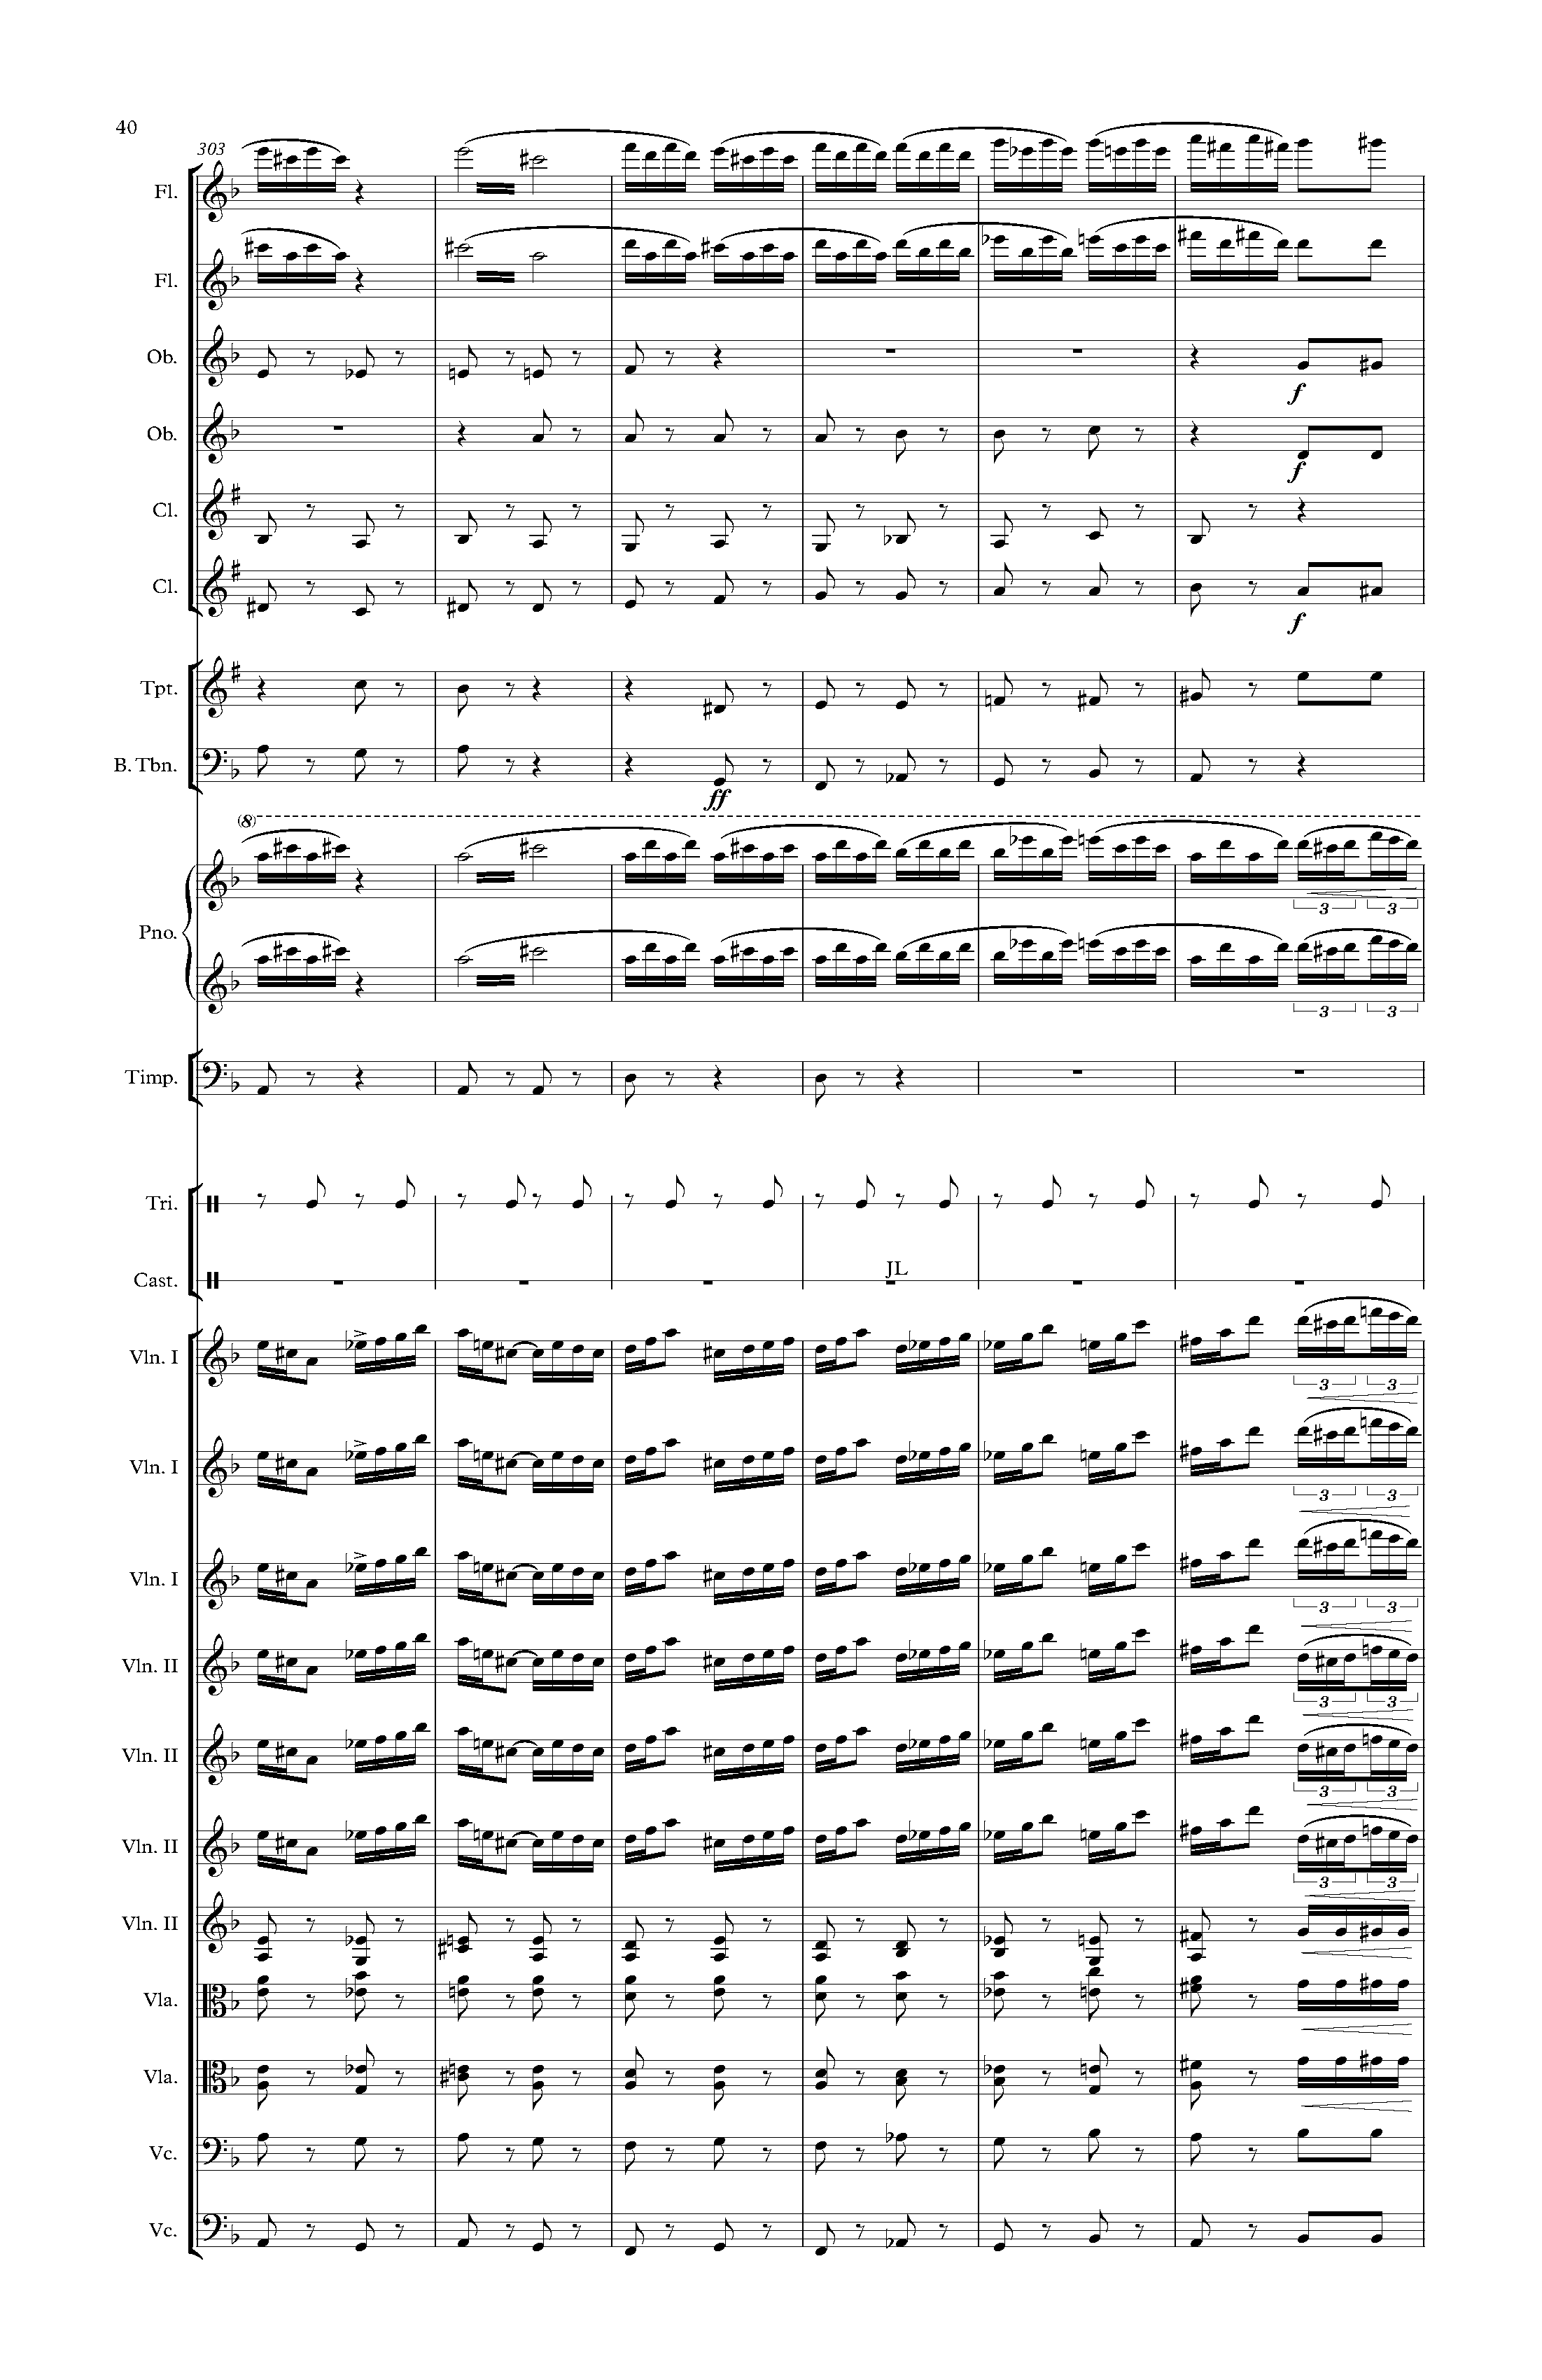 40
303
Fl.
Fl.
Ob.
f
Ob.
f
Cl.
Cl.
f
Tpt.
B. Tbn.
ff
(8)
3 3
Pno.
3 3
Timp.
Tri.
Cast.
JL
Vln. I
3 3
Vln. I
3 3
Vln. I
3 3
Vln. II
3 3
Vln. II
3 3
Vln. II
3 3
Vln. II
Vla.
Vla.
Vc.
Vc.